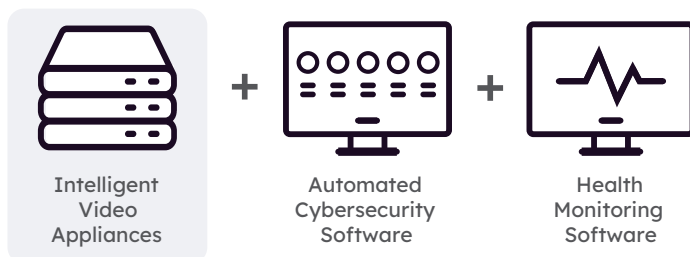 Intelligent
Video
Appliances
+
Automated
Cybersecurity
Software
+
Health
Monitoring
Software